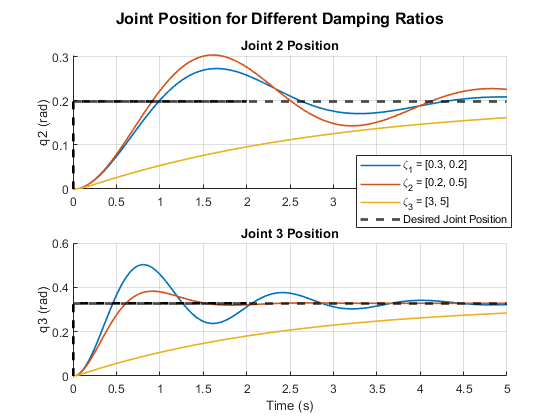 Joint Position for Different Damping Ratios
Joint 2 Position
q2 (rad)
0.3
0.2
0.1
0
0 0.5 1 1.5 2 2.5 3
ζ1 = [0.3, 0.2]
ζ2 = [0.2, 0.5]
ζ3 = [3, 5]
Desired Joint Position
Joint 3 Position
q3 (rad)
0.6
0.4
0.2
0
0 0.5 1 1.5 2 2.5 3 3.5 4 4.5 5
Time (s)